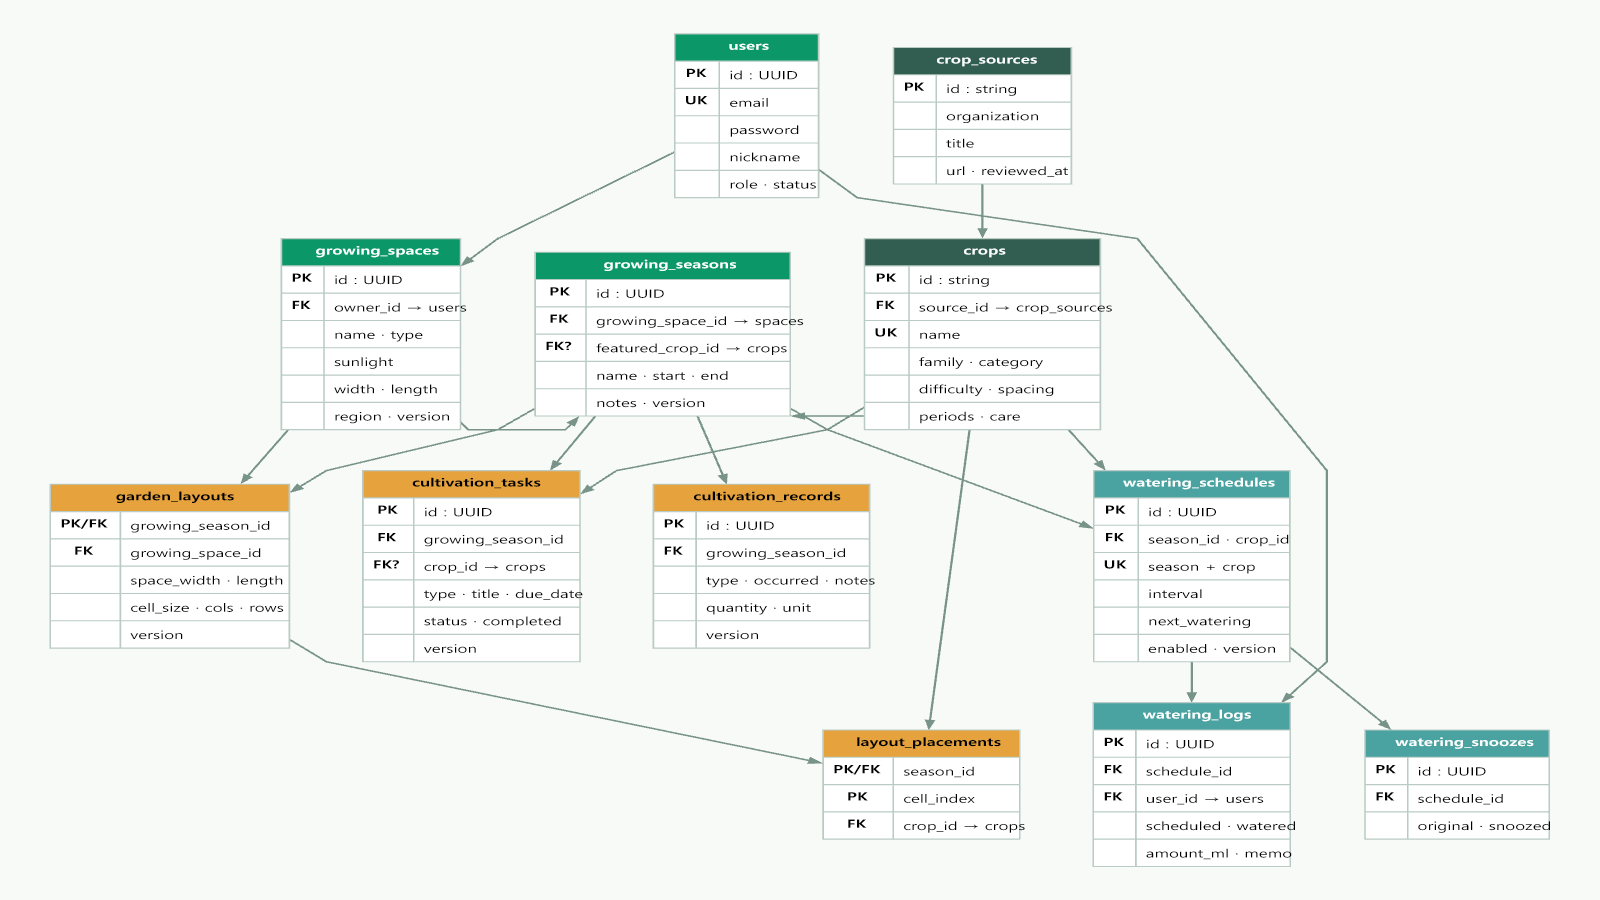 users
PK id : UUID
UK email
password
nickname
role · status
crop_sources
PK id : string
organization
title
url · reviewed_at
growing_spaces
PK id : UUID
FK owner_id → users
name · type
sunlight
width · length
region · version
growing_seasons
PK id : UUID
FK growing_space_id → spaces
FK? featured_crop_id → crops
name · start · end
notes · version
crops
PK id : string
FK source_id → crop_sources
UK name
family · category
difficulty · spacing
periods · care
garden_layouts
PK/FK growing_season_id
FK growing_space_id
space_width · length
cell_size · cols · rows
version
cultivation_tasks
PK id : UUID
FK growing_season_id
FK? crop_id → crops
type · title · due_date
status · completed
version
cultivation_records
PK id : UUID
FK growing_season_id
type · occurred · notes
quantity · unit
version
watering_schedules
PK id : UUID
FK season_id · crop_id
UK season + crop
interval
next_watering
enabled · version
layout_placements
PK/FK season_id
PK cell_index
FK crop_id → crops
watering_logs
PK id : UUID
FK schedule_id
FK user_id → users
scheduled · watered
amount_ml · memo
watering_snoozes
PK id : UUID
FK schedule_id
original · snoozed